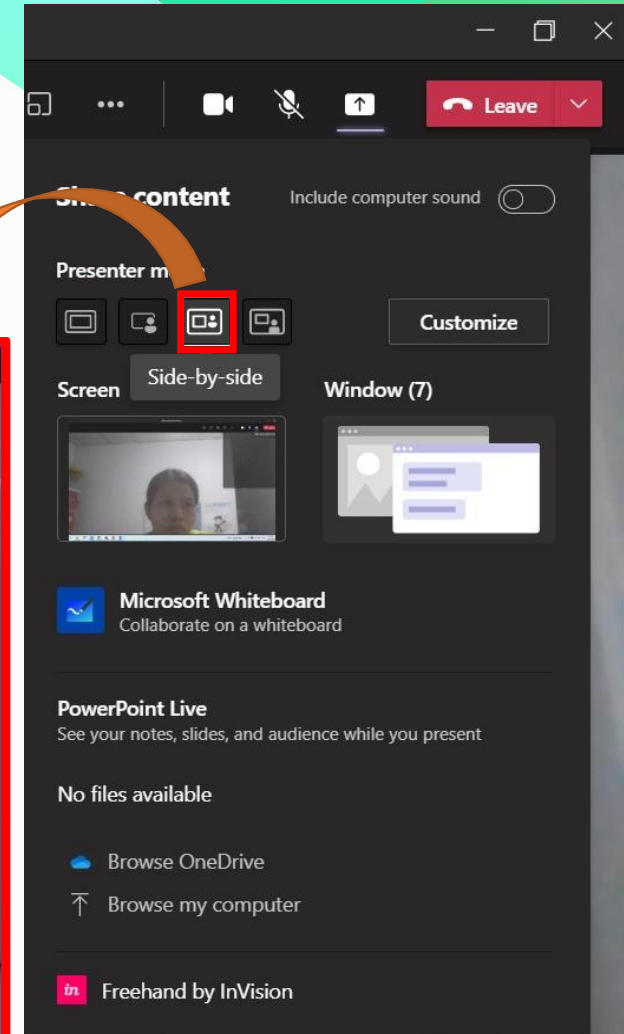 Leave
Share content
Include computer sound
Presenter mode
Customize
Side-by-side
Screen
Window (7)
Microsoft Whiteboard
Collaborate on a whiteboard
PowerPoint Live
See your notes, slides, and audience while you present
No files available
Browse OneDrive
Browse my computer
in Freehand by InVision